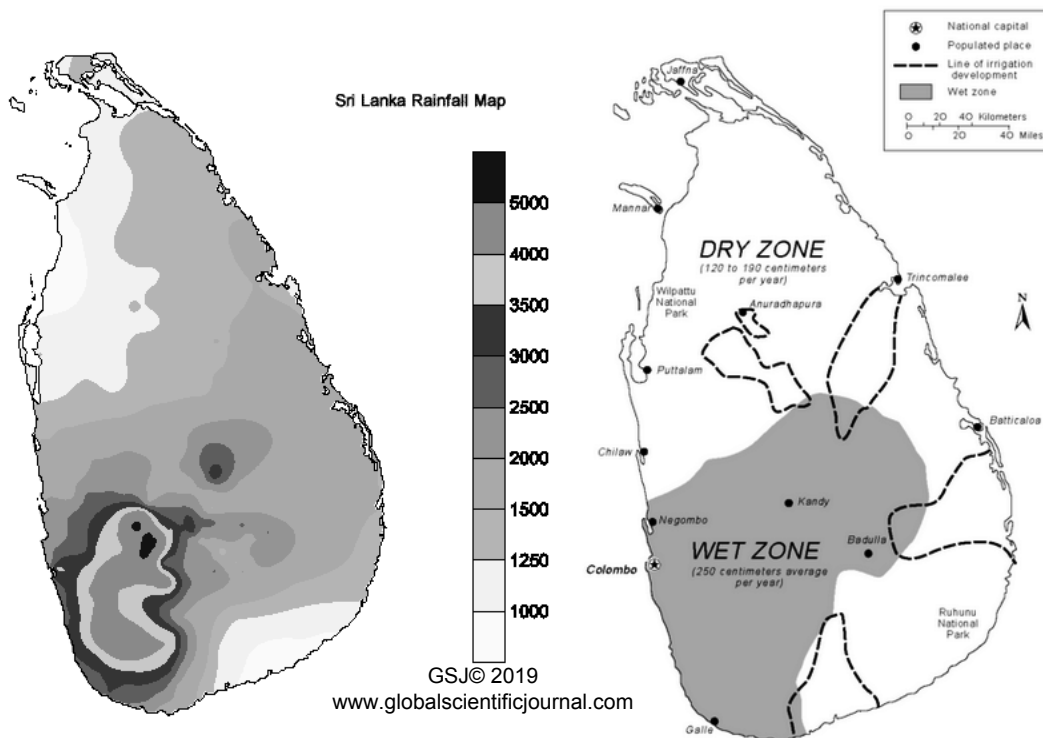 Sri Lanka Rainfall Map
5000
4000
3500
3000
2500
2000
1500
1250
1000
GSJ© 2019
www.globalscientificjournal.com
National capital
Populated place
Line of irrigation
development
Wet zone
0 20 40 Kilometers
0 20 40 Miles
Jaffna
Mannar
DRY ZONE
(120 to 190 centimeters
per year)
Trincomalee
Wilpattu
National
Park
Anuradhapura
N
Puttalam
Batticaloa
Chilaw
Kandy
Negombo
WET ZONE
(250 centimeters average
per year)
Badulla
Colombo
Ruhunu
National
Park
Galle